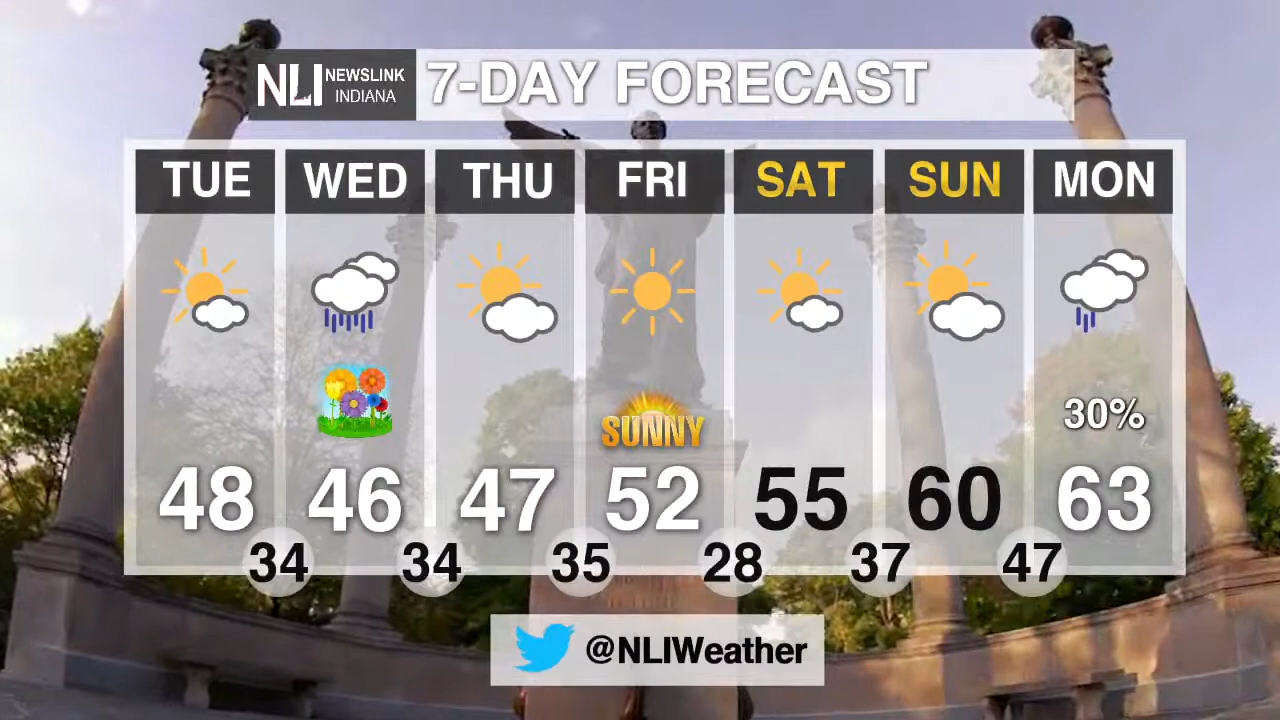 NLI NEWSLINK INDIANA 7-DAY FORECAST
TUE WED THU FRI SAT SUN MON
30%
SUNNY
48 46 47 52 55 60 63
34 34 35 28 37 47
@NLIWeather